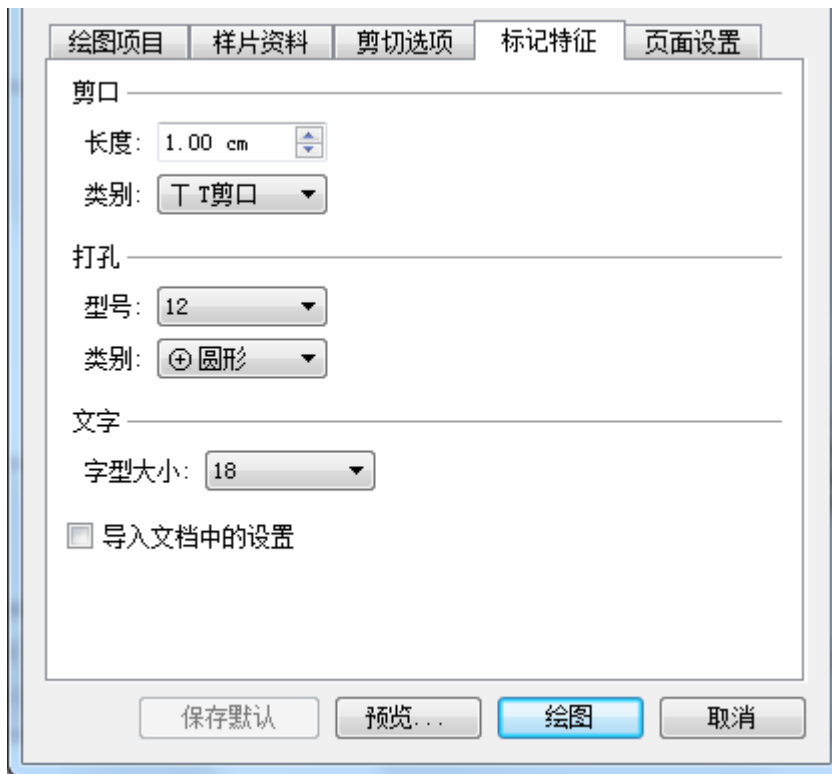 绘图项目 样片资料 剪切选项 标记特征 页面设置
剪口
长度: 1.00 cm
类别: T剪口
打孔
型号: 12
类别: 圆形
文字
字型大小: 18
导入文档中的设置
保存默认 预览... 绘图 取消